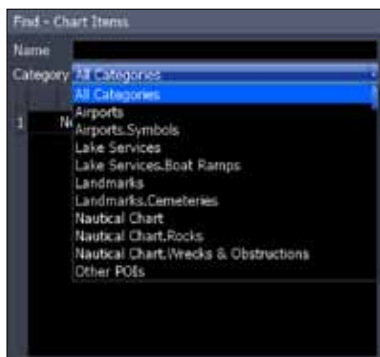 Find - Chart Items
Name
Category All Categories
All Categories
Airports
Airports.Symbols
1
Lake Services
Lake Services.Boat Ramps
Landmarks
Landmarks.Cemeteries
Nautical Chart
Nautical Chart.Rocks
Nautical Chart.Wrecks & Obstructions
Other POIs